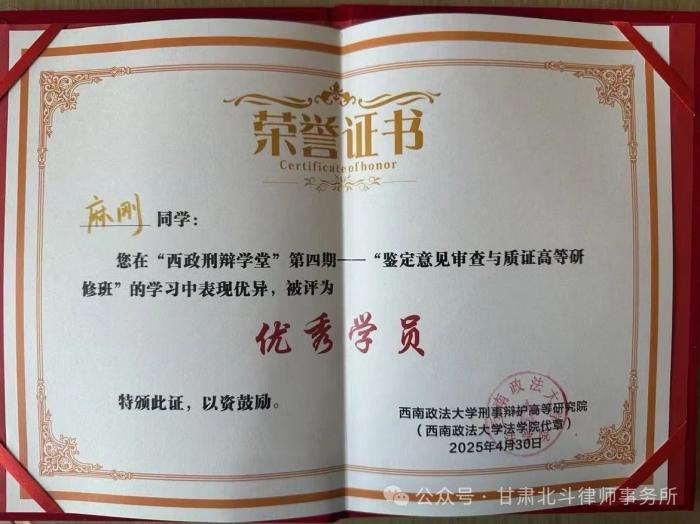 荣誉证书
Certificate of honor
麻刚 同学：
您在“西政刑辩学堂”第四期——“鉴定意见审查与质证高等研
修班”的学习中表现优异，被评为
优秀学员
特颁此证，以资鼓励。
西南政法大学刑事辩护高等研究院
（西南政法大学法学院代章）
2025年4月30日
公众号 · 甘肃北斗律师事务所